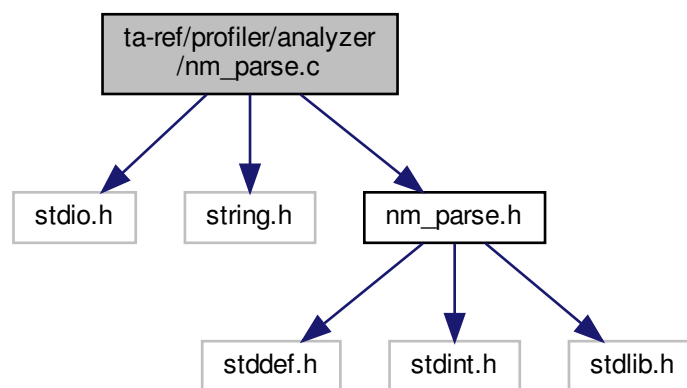 ta-ref/profiler/analyzer
/nm_parse.c
stdio.h
string.h
nm_parse.h
stddef.h
stdint.h
stdlib.h